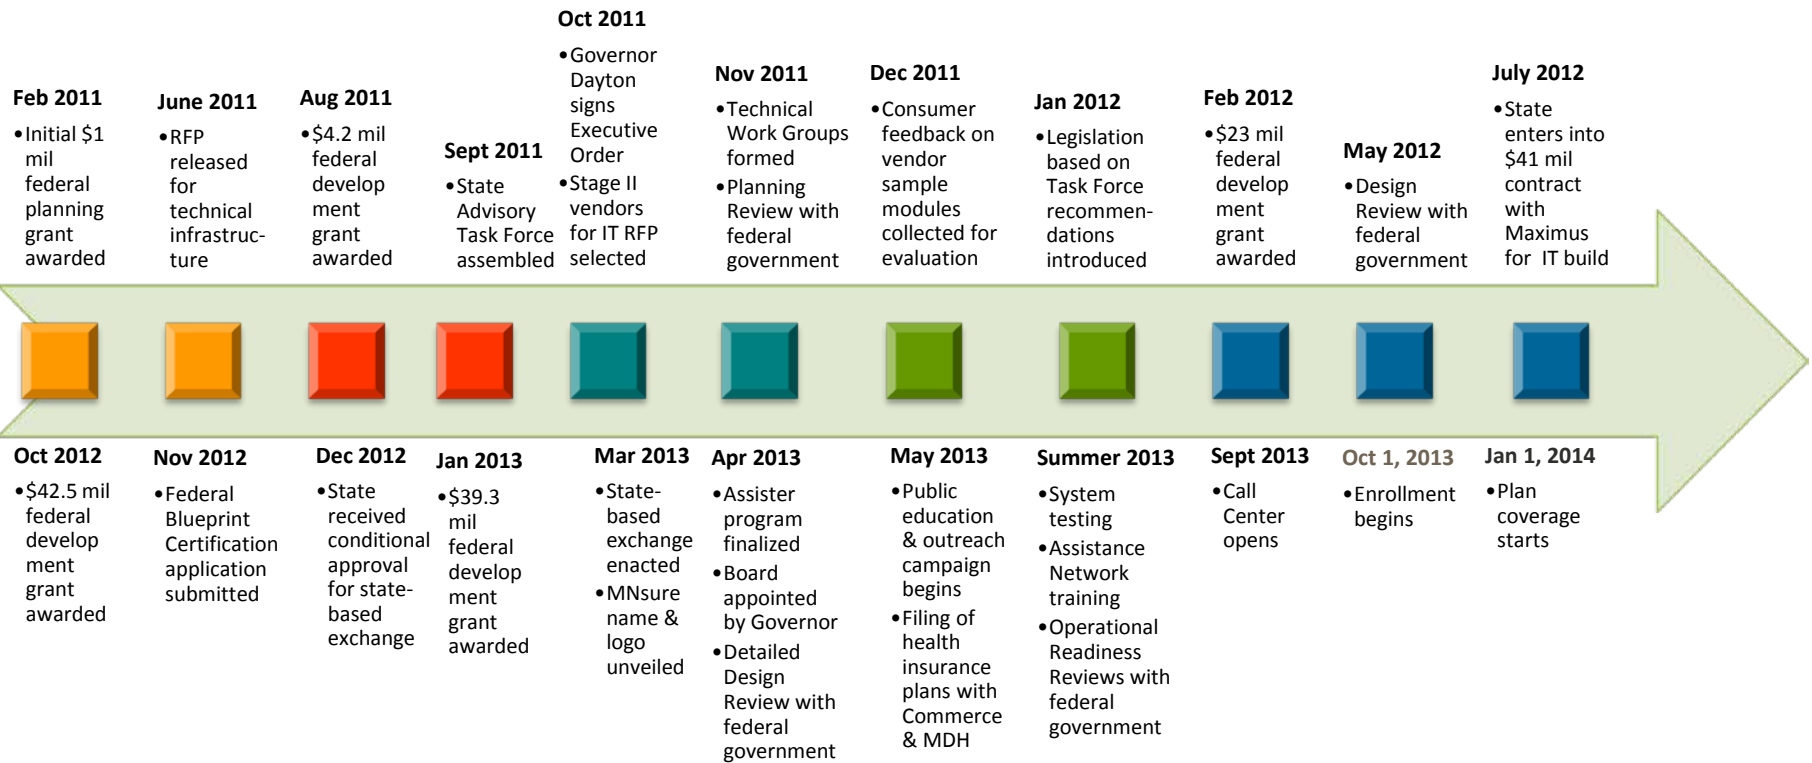 Feb 2011
•Initial $1
mil
federal
planning
grant
awarded
June 2011
•RFP
released
for
technical
infrastruc-
ture
Aug 2011
•$4.2 mil
federal
develop
ment
grant
awarded
Sept 2011
•State
Advisory
Task Force
assembled
Oct 2011
•Governor
Dayton
signs
Executive
Order
•Stage II
vendors
for IT RFP
selected
Nov 2011
•Technical
Work Groups
formed
•Planning
Review with
federal
government
Dec 2011
•Consumer
feedback on
vendor
sample
modules
collected for
evaluation
Jan 2012
•Legislation
based on
Task Force
recommen-
dations
introduced
Feb 2012
•$23 mil
federal
develop
ment
grant
awarded
May 2012
•Design
Review with
federal
government
July 2012
•State
enters into
$41 mil
contract
with
Maximus
for IT build
Oct 2012
•$42.5 mil
federal
develop
ment
grant
awarded
Nov 2012
•Federal
Blueprint
Certification
application
submitted
Dec 2012
•State
received
conditional
approval
for state-
based
exchange
Jan 2013
•$39.3
mil
federal
develop
ment
grant
awarded
Mar 2013
•State-
based
exchange
enacted
•MNsure
name &
logo
unveiled
Apr 2013
•Assister
program
finalized
•Board
appointed
by Governor
•Detailed
Design
Review with
federal
government
May 2013
•Public
education
& outreach
campaign
begins
•Filing of
health
insurance
plans with
Commerce
& MDH
Summer 2013
•System
testing
•Assistance
Network
training
•Operational
Readiness
Reviews with
federal
government
Sept 2013
•Call
Center
opens
Oct 1, 2013
•Enrollment
begins
Jan 1, 2014
•Plan
coverage
starts